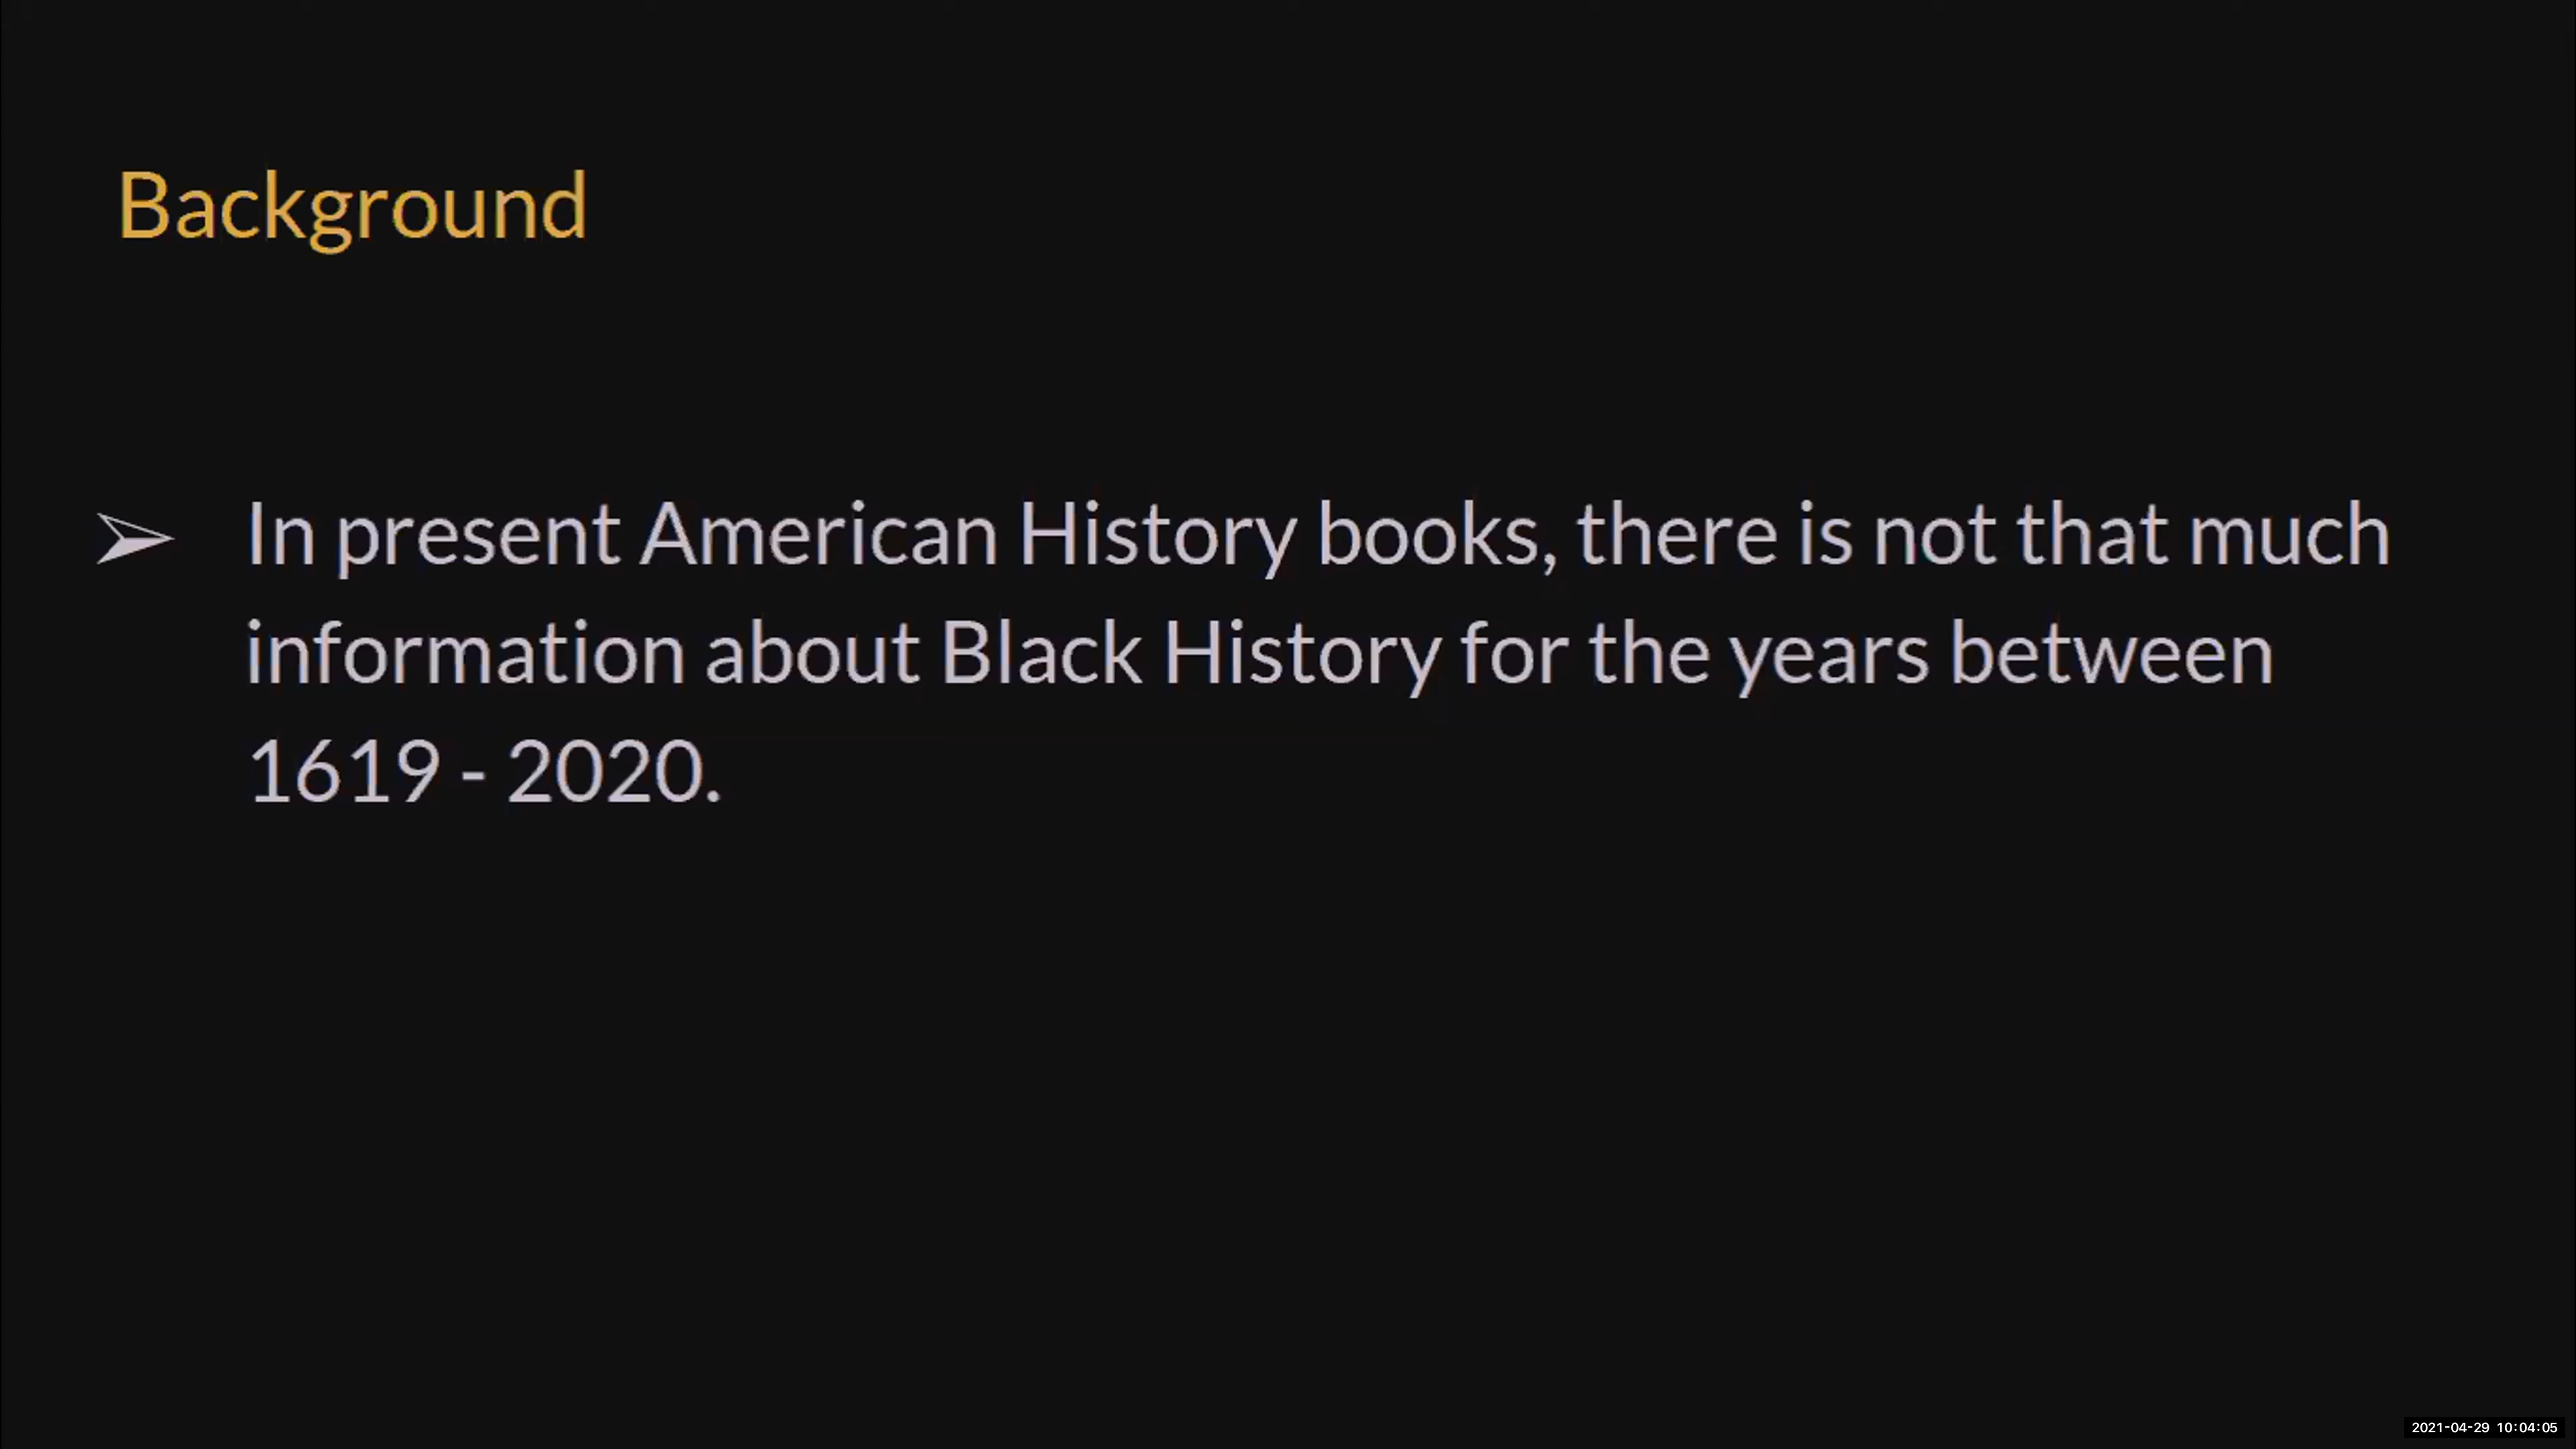 Background
➢ In present American History books, there is not that much
information about Black History for the years between
1619 - 2020.
2021-04-29 10:04:05